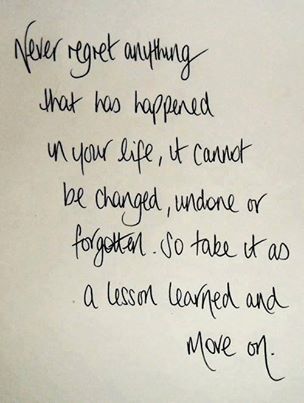 Never regret anything
that has happened
in your life, it cannot
be changed, undone or
forgotten. So take it as
a lesson learned and
move on.